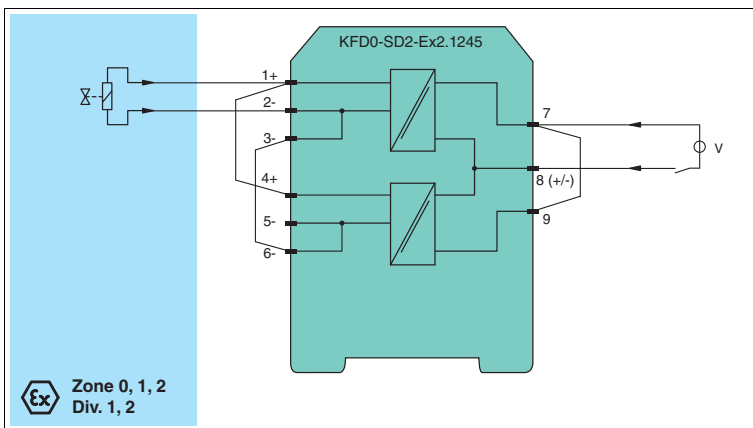 KFD0-SD2-Ex2.1245
1+
2-
3-
4+
5-
6-
7
8 (+/-)
9
V
Ex
Zone 0, 1, 2
Div. 1, 2